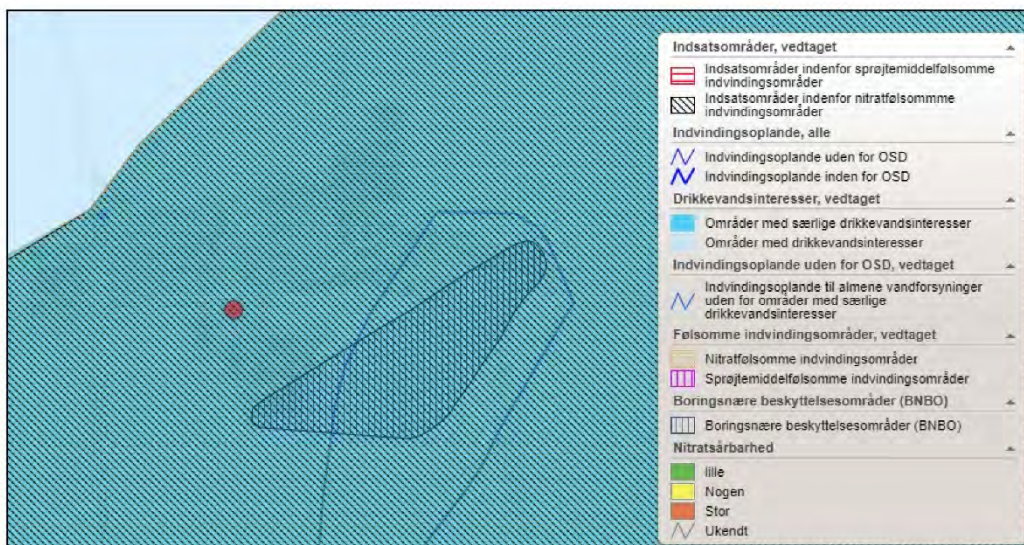 Indsatsområder, vedtaget
Indsatsområder indenfor sprøjtemiddelfølsomme
indvindingsområder
Indsatsområder indenfor nitratfølsommme
indvindingsområder
Indvindingsoplande, alle
Indvindingsoplande uden for OSD
Indvindingsoplande inden for OSD
Drikkevandsinteresser, vedtaget
Områder med særlige drikkevandsinteresser
Områder med drikkevandsinteresser
Indvindingsoplande uden for OSD, vedtaget
Indvindingsoplande til almene vandforsyninger
uden for områder med særlige
drikkevandsinteresser
Følsomme indvindingsområder, vedtaget
Nitratfølsomme indvindingsområder
Sprøjtemiddelfølsomme indvindingsområder
Boringsnære beskyttelsesområder (BNBO)
Boringsnære beskyttelsesområder (BNBO)
Nitratsårbarhed
lille
Nogen
Stor
Ukendt